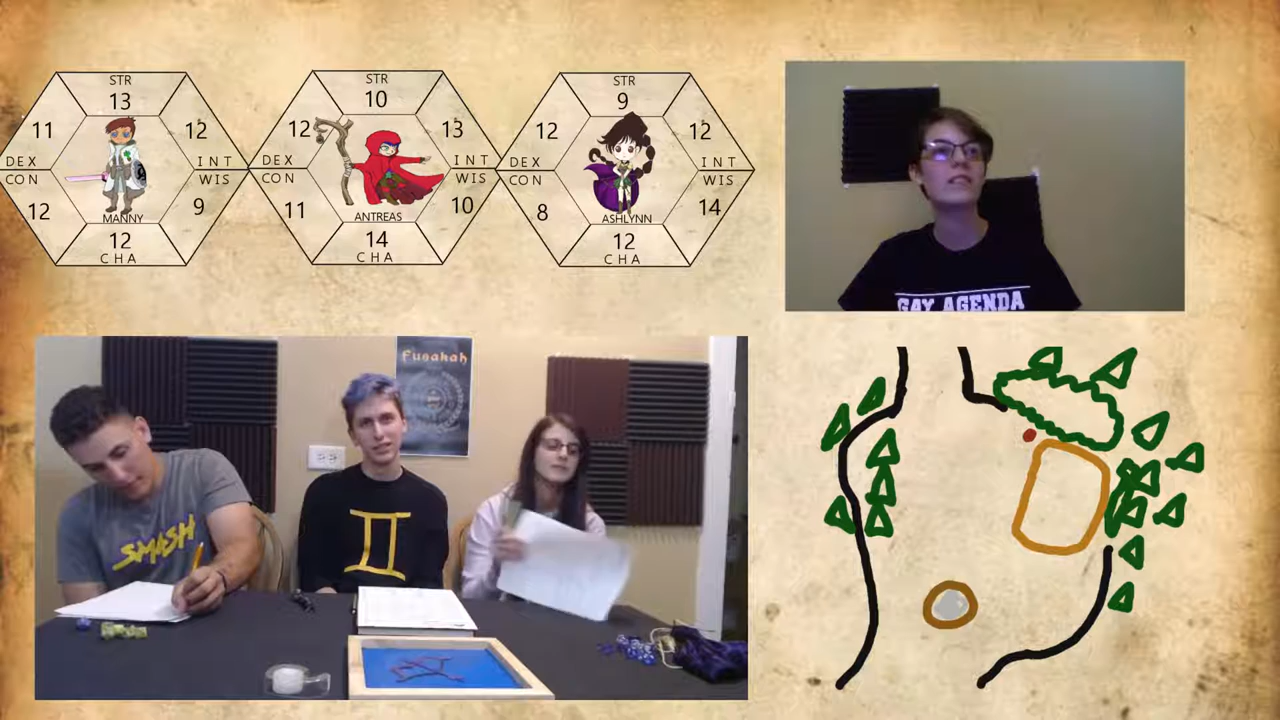 STR
13
11
12
DEX
INT
CON
WIS
12
9
MANNY
12
CHA
STR
10
12
13
DEX
INT
CON
WIS
11
10
ANTREAS
14
CHA
STR
9
12
12
DEX
INT
CON
WIS
8
14
ASHLYNN
12
CHA
GAY AGENDA
Fusakah
SMASH